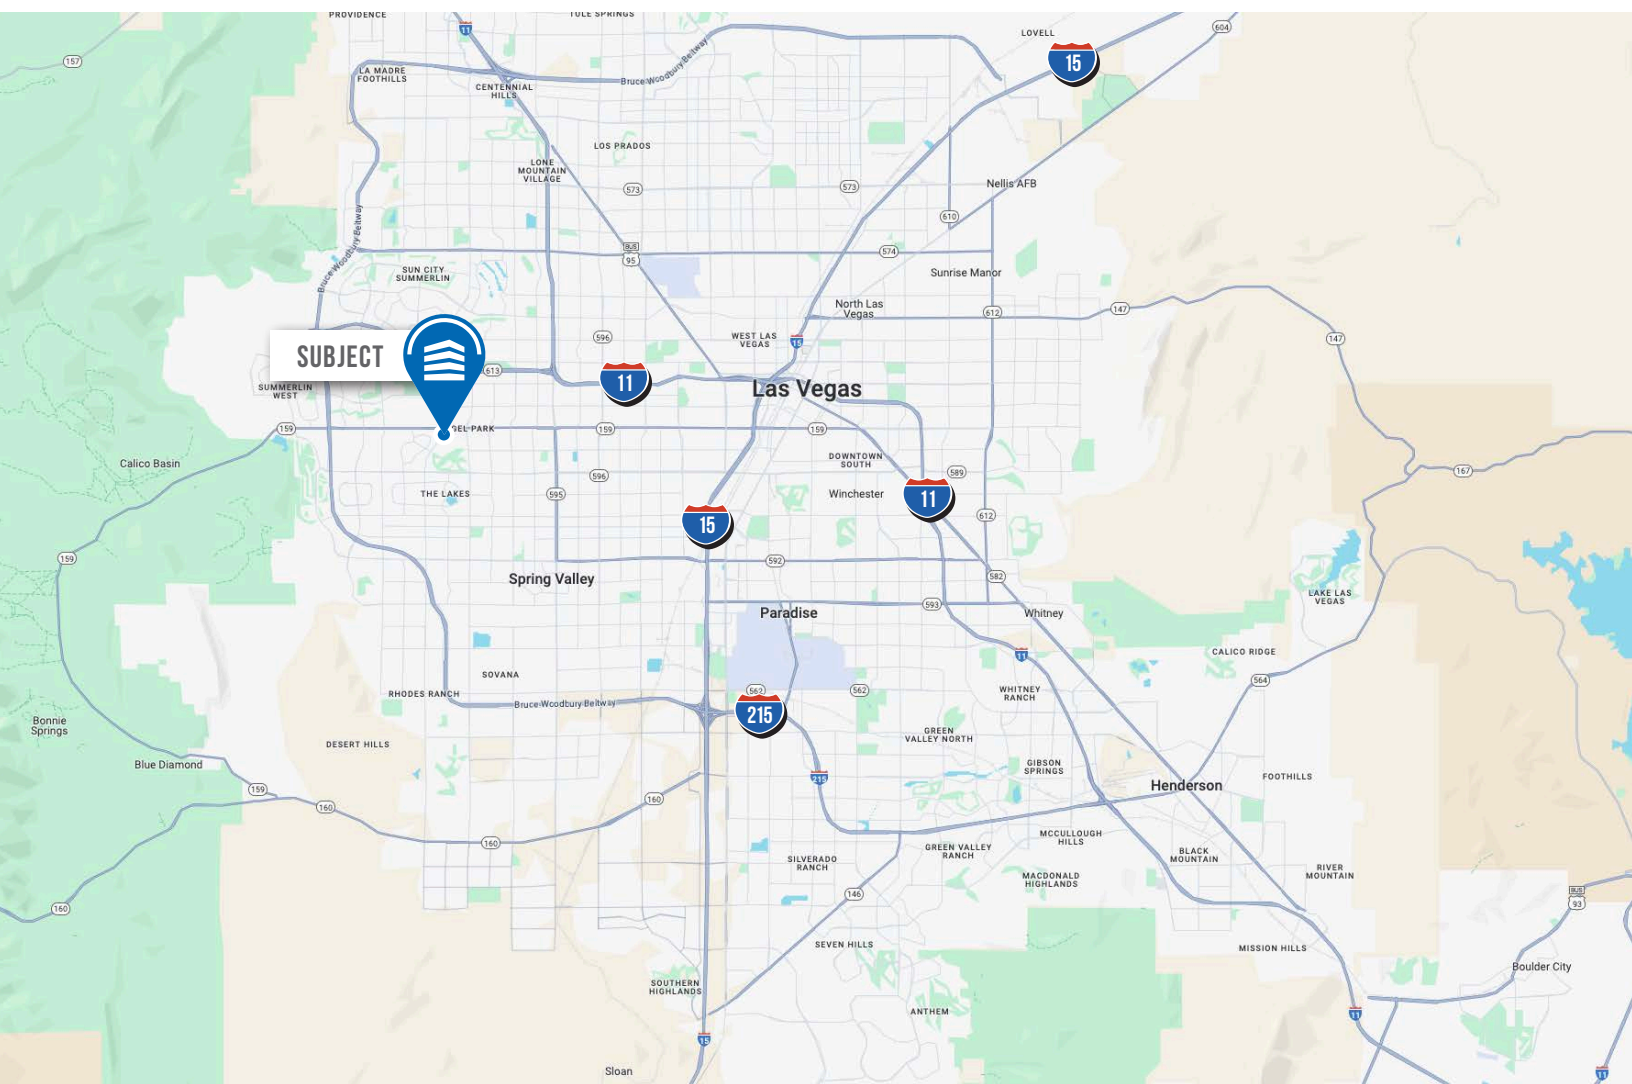 PROVIDENCE
TULE SPRINGS
11
LOVELL
604
157
15
LA MADRE
FOOTHILLS
Bruce Woodbury Beltway
CENTENNIAL
HILLS
LOS PRADOS
LONE
MOUNTAIN
VILLAGE
573
573
Nellis AFB
610
Bruce Woodbury Beltway
BUS
95
574
SUN CITY
SUMMERLIN
Sunrise Manor
North Las
Vegas
147
612
596
WEST LAS
VEGAS
15
147
SUBJECT
613
11
SUMMERLIN
WEST
Las Vegas
159
GEL PARK
159
159
Calico Basin
DOWNTOWN
SOUTH
167
596
589
THE LAKES
595
Winchester
11
15
612
159
592
Spring Valley
582
LAKE LAS
VEGAS
593
Paradise
Whitney
11
CALICO RIDGE
SOVANA
564
RHODES RANCH
562
562
WHITNEY
RANCH
Bruce Woodbury Beltway
215
Bonnie
Springs
GREEN
VALLEY NORTH
DESERT HILLS
Blue Diamond
GIBSON
SPRINGS
215
FOOTHILLS
Henderson
159
160
160
160
MCCULLOUGH
HILLS
GREEN VALLEY
RANCH
BLACK
MOUNTAIN
SILVERADO
RANCH
RIVER
MOUNTAIN
MACDONALD
HIGHLANDS
146
BUS
93
160
SEVEN HILLS
MISSION HILLS
Boulder City
SOUTHERN
HIGHLANDS
ANTHEM
11
15
Sloan
11